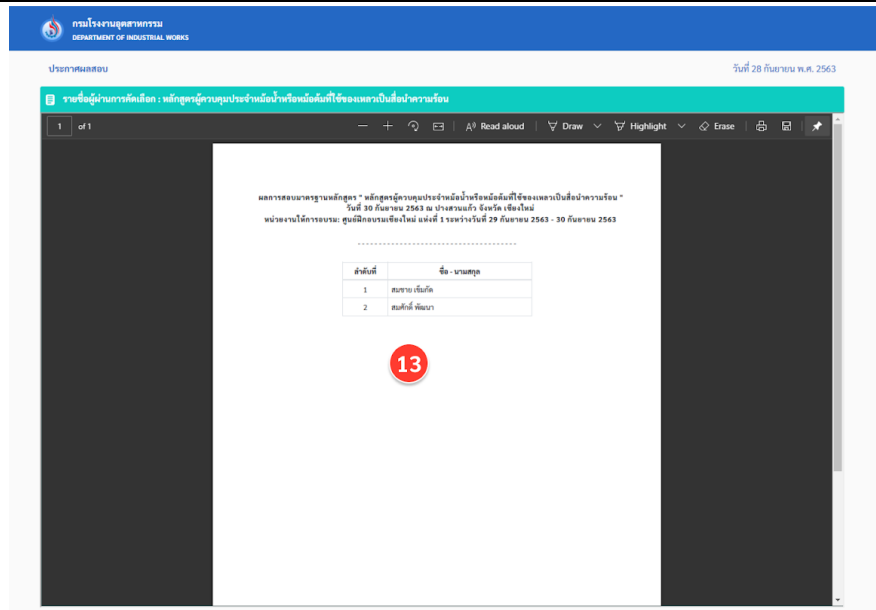 กรมโรงงานอุตสาหกรรม
DEPARTMENT OF INDUSTRIAL WORKS
ประกาศผลสอบ
วันที่ 28 กันยายน พ.ศ. 2563
รายชื่อผู้ผ่านการคัดเลือก : หลักสูตรผู้ควบคุมประจำหม้อน้ำหรือหม้อต้มที่ใช้ของเหลวเป็นสื่อนำความร้อน
1 of 1 Read aloud Draw Highlight Erase
ผลการสอบมาตรฐานหลักสูตร " หลักสูตรผู้ควบคุมประจำหม้อน้ำหรือหม้อต้มที่ใช้ของเหลวเป็นสื่อนำความร้อน "
วันที่ 30 กันยายน 2563 ณ ปางสวนแก้ว จังหวัด เชียงใหม่
หน่วยงานให้การอบรม: ศูนย์ฝึกอบรมเชียงใหม่ แห่งที่ 1 ระหว่างวันที่ 29 กันยายน 2563 - 30 กันยายน 2563
ลำดับที่ ชื่อ - นามสกุล
1 สมชาย เข็มกัด
2 สมศักดิ์ พัฒนา
13